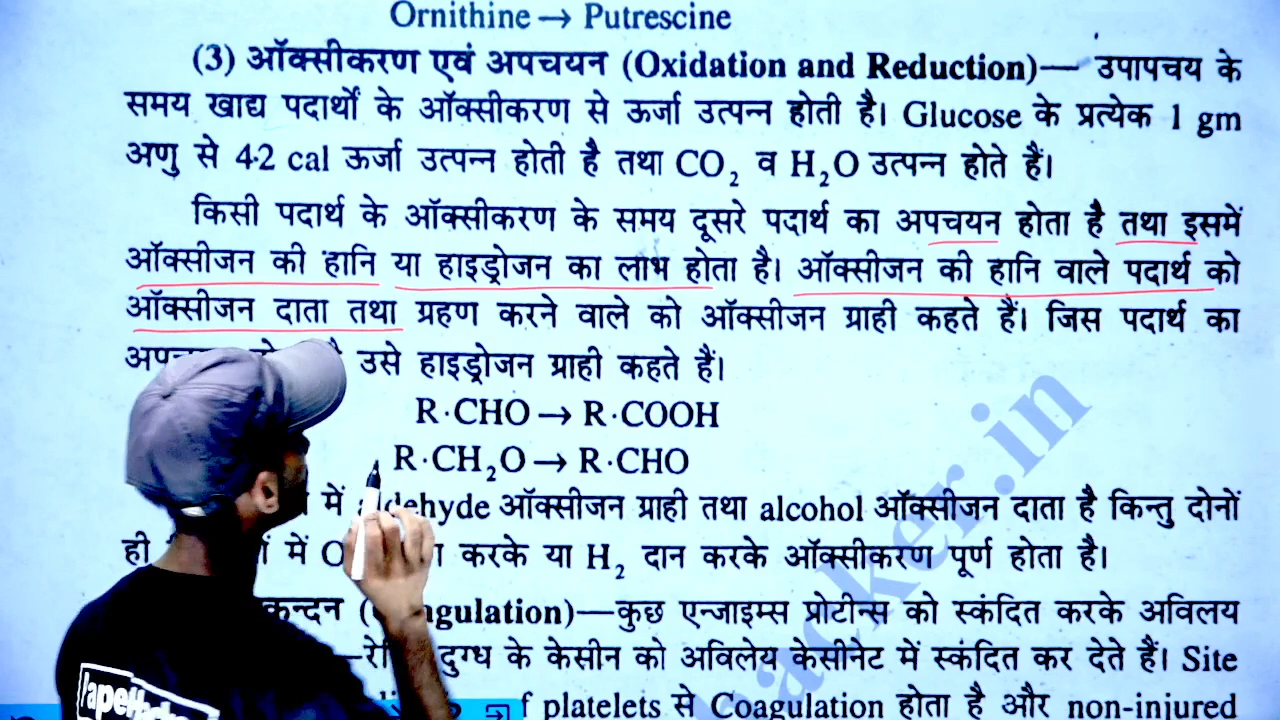 Ornithine → Putrescine
(3) ऑक्सीकरण एवं अपचयन (Oxidation and Reduction)— उपापचय के
समय खाद्य पदार्थों के ऑक्सीकरण से ऊर्जा उत्पन्न होती है। Glucose के प्रत्येक 1 gm
अणु से 4·2 cal ऊर्जा उत्पन्न होती है तथा CO₂ व H₂O उत्पन्न होते हैं।
किसी पदार्थ के ऑक्सीकरण के समय दूसरे पदार्थ का अपचयन होता है तथा इसमें
ऑक्सीजन की हानि या हाइड्रोजन का लाभ होता है। ऑक्सीजन की हानि वाले पदार्थ को
ऑक्सीजन दाता तथा ग्रहण करने वाले को ऑक्सीजन ग्राही कहते हैं। जिस पदार्थ का
उसे हाइड्रोजन ग्राही कहते हैं।
R·CHO → R·COOH
R·CH₂O → R·CHO
में aldehyde ऑक्सीजन ग्राही तथा alcohol ऑक्सीजन दाता है किन्तु दोनों
ही में करके या H₂ दान करके ऑक्सीकरण पूर्ण होता है।
(Coagulation)—कुछ एन्जाइम्स प्रोटीन्स को स्कंदित करके अविलय
दुग्ध के केसीन को अविलेय केसीनेट में स्कंदित कर देते हैं। Site
platelets से Coagulation होता है और non-injured
acker.in